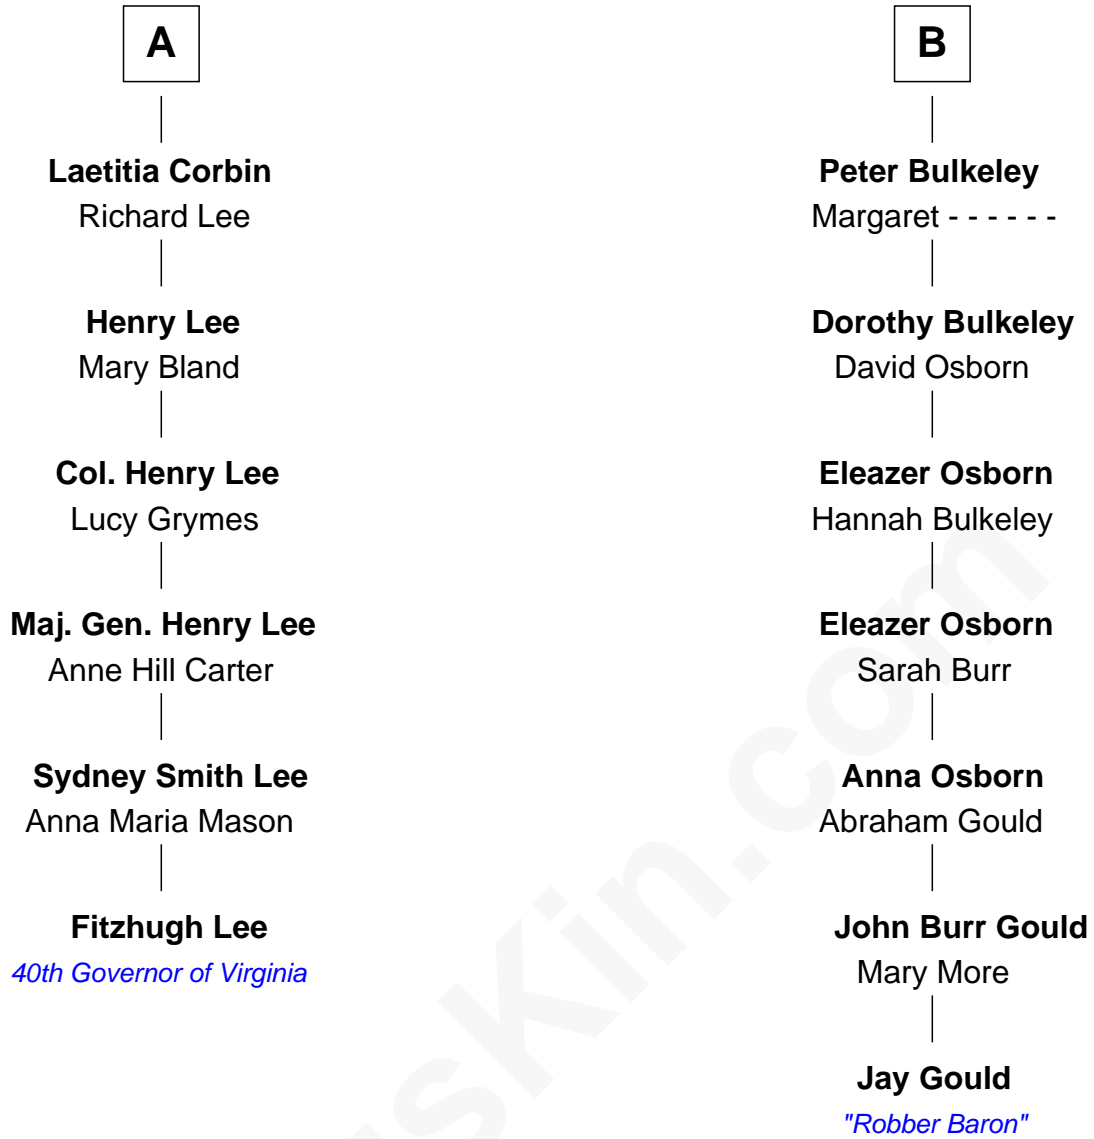 A
Laetitia Corbin
Richard Lee
Henry Lee
Mary Bland
Col. Henry Lee
Lucy Grymes
Maj. Gen. Henry Lee
Anne Hill Carter
Sydney Smith Lee
Anna Maria Mason
Fitzhugh Lee
40th Governor of Virginia
B
Peter Bulkeley
Margaret - - - - - -
Dorothy Bulkeley
David Osborn
Eleazer Osborn
Hannah Bulkeley
Eleazer Osborn
Sarah Burr
Anna Osborn
Abraham Gould
John Burr Gould
Mary More
Jay Gould
"Robber Baron"
usKin.com